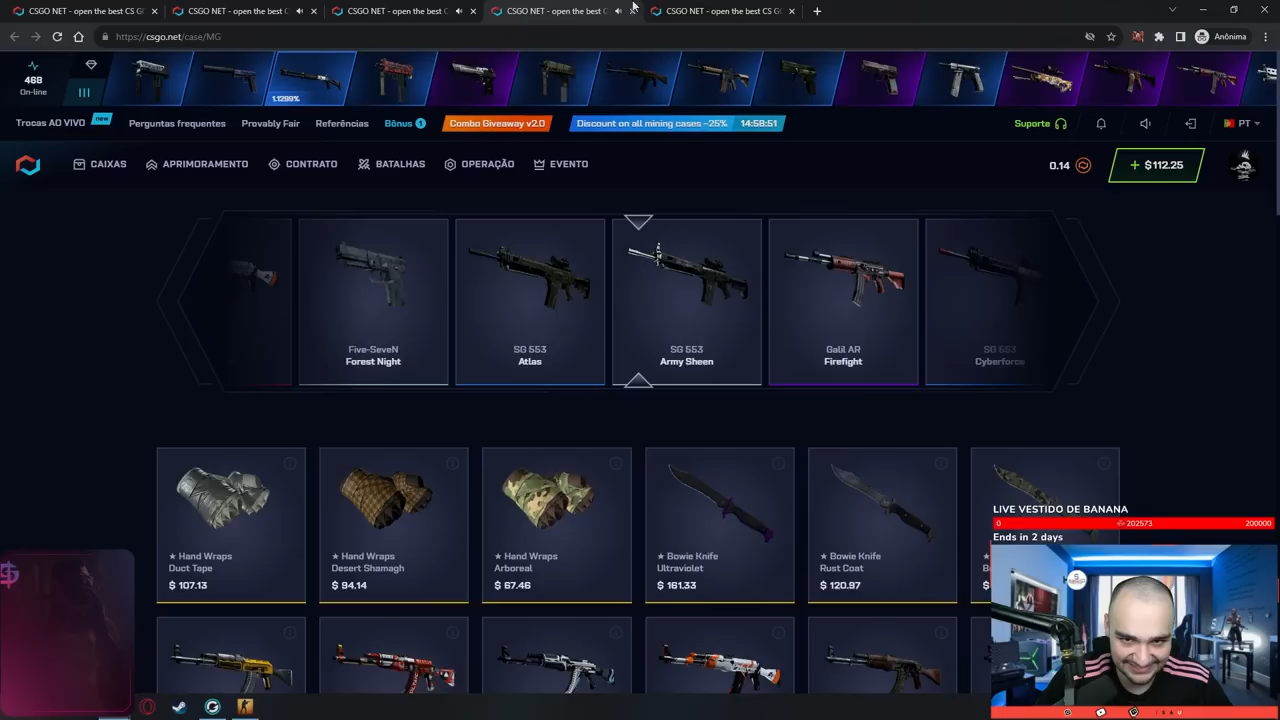 CSGO NET - open the best CS GO
CSGO NET - open the best C
CSGO NET - open the best C
CSGO NET - open the best C
CSGO NET - open the best CS GO
https://csgo.net/case/MG
Anônima
468
On-line
1.1299%
Trocas AO VIVO
new
Perguntas frequentes
Provably Fair
Referências
Bônus 1
Combo Giveaway v2.0
Discount on all mining cases -25%
14:58:51
Suporte
PT
CAIXAS
APRIMORAMENTO
CONTRATO
BATALHAS
OPERAÇÃO
EVENTO
0.14
+ $112.25
Five-SeveN
Forest Night
SG 553
Atlas
SG 553
Army Sheen
Galil AR
Firefight
SG 553
Cyberforce
★ Hand Wraps
Duct Tape
$ 107.13
★ Hand Wraps
Desert Shamagh
$ 94.14
★ Hand Wraps
Arboreal
$ 67.46
★ Bowie Knife
Ultraviolet
$ 161.33
★ Bowie Knife
Rust Coat
$ 120.97
LIVE VESTIDO DE BANANA
0
202573
200000
Ends in 2 days